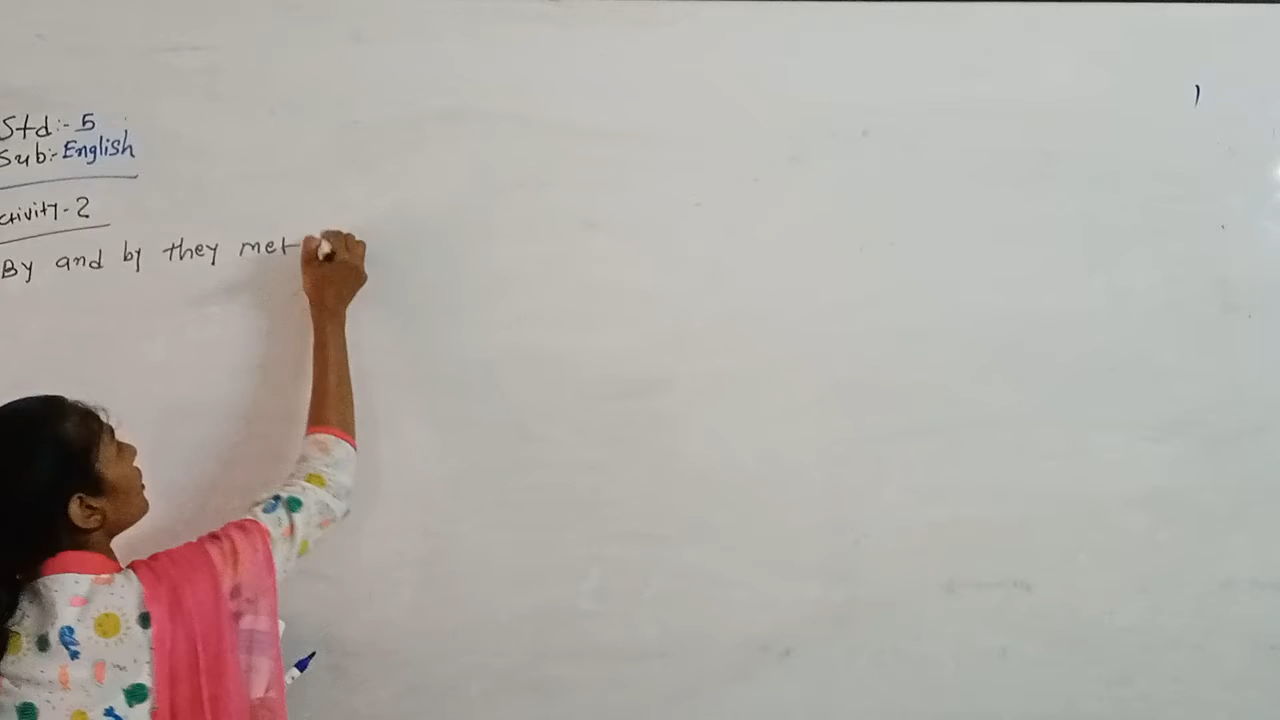 Std:- 5
Sub:- English
ctivity-2
By and by they met
)